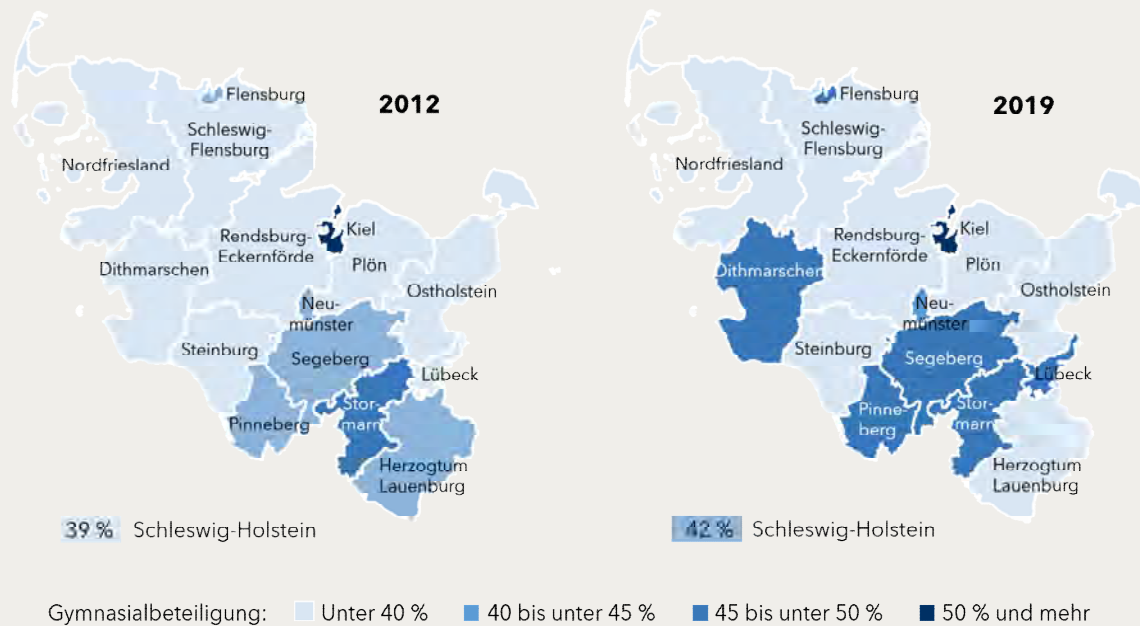 2012
Flensburg
Schleswig-
Flensburg
Nordfriesland
Kiel
Rendsburg-
Eckernförde
Plön
Dithmarschen
Ostholstein
Neu-
münster
Steinburg
Segeberg
Lübeck
Stor-
marn
Pinneberg
Herzogtum
Lauenburg
39 % Schleswig-Holstein
2019
Flensburg
Schleswig-
Flensburg
Nordfriesland
Kiel
Rendsburg-
Eckernförde
Plön
Dithmarschen
Ostholstein
Neu-
münster
Steinburg
Segeberg
Lübeck
Stor-
marn
Pinne-
berg
Herzogtum
Lauenburg
42 % Schleswig-Holstein
Gymnasialbeteiligung: Unter 40 % 40 bis unter 45 % 45 bis unter 50 % 50 % und mehr